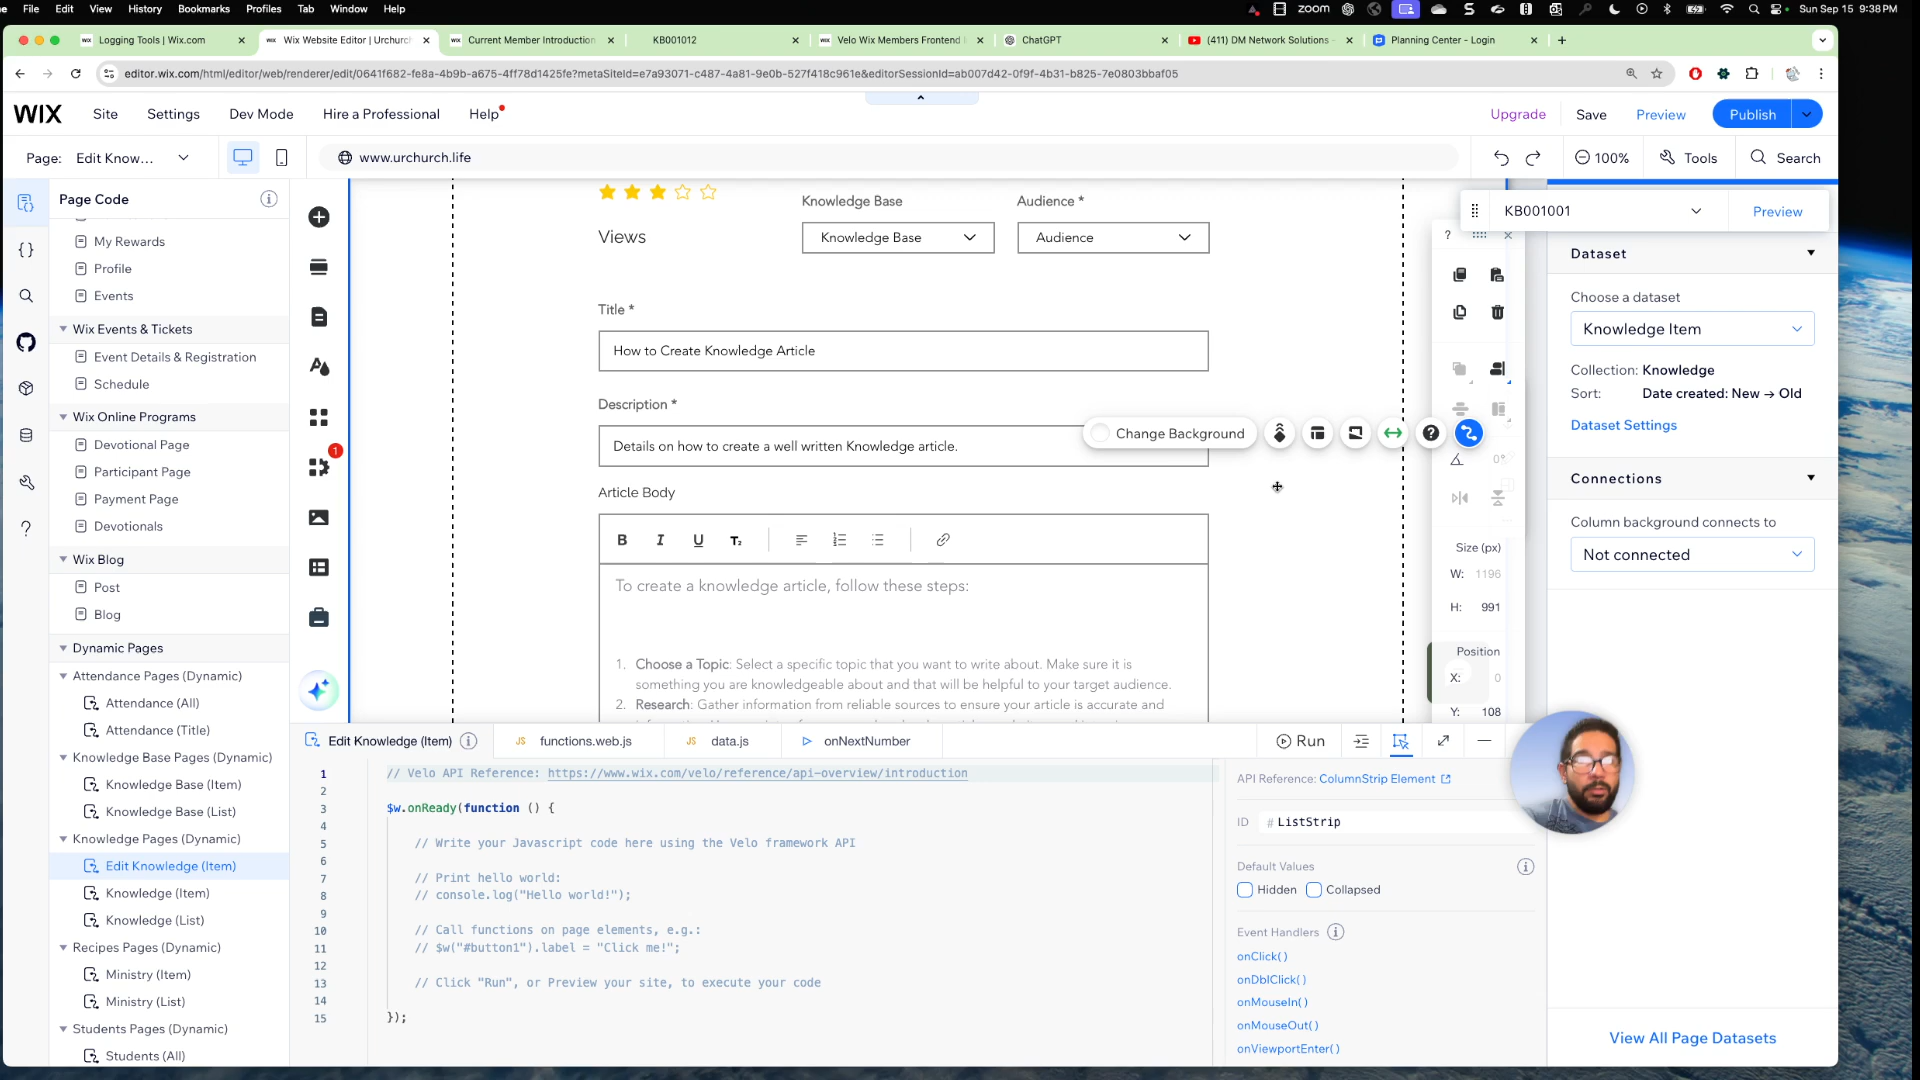 File Edit View History Bookmarks Profiles Tab Window Help
zoom
Sun Sep 15 9:38 PM
Logging Tools | Wix.com
Wix Website Editor | Urchurc
Current Member Introduction
KB001012
Velo Wix Members Frontend
ChatGPT
(411) DM Network Solutions -
Planning Center - Login
editor.wix.com/html/editor/web/renderer/edit/0641f682-fe8a-4b9b-a675-4ff78d1425fe?metaSiteId=e7a93071-c487-4a81-9e0b-527f418c961e&editorSessionId=ab007d42-0f9f-4b31-b825-7e0803bbaf05
WIX Site Settings Dev Mode Hire a Professional Help
Upgrade Save Preview Publish
Page: Edit Know...
www.urchurch.life
100% Tools Search
Page Code
My Rewards
Profile
Events
Wix Events & Tickets
Event Details & Registration
Schedule
Wix Online Programs
Devotional Page
Participant Page
Payment Page
Devotionals
Wix Blog
Post
Blog
Dynamic Pages
Attendance Pages (Dynamic)
Attendance (All)
Attendance (Title)
Knowledge Base Pages (Dynamic)
Knowledge Base (Item)
Knowledge Base (List)
Knowledge Pages (Dynamic)
Edit Knowledge (Item)
Knowledge (Item)
Knowledge (List)
Recipes Pages (Dynamic)
Ministry (Item)
Ministry (List)
Students Pages (Dynamic)
Students (All)
1
Knowledge Base
Audience *
Views
Knowledge Base
Audience
Title *
How to Create Knowledge Article
Description *
Details on how to create a well written Knowledge article.
Change Background
Article Body
B I U T
To create a knowledge article, follow these steps:
1. Choose a Topic: Select a specific topic that you want to write about. Make sure it is
something you are knowledgeable about and that will be helpful to your target audience.
2. Research: Gather information from reliable sources to ensure your article is accurate and
KB001001
Preview
?
0°
Size (px)
W: 1196
H: 991
Position
X: 0
Y: 108
Dataset
Choose a dataset
Knowledge Item
Collection: Knowledge
Sort: Date created: New → Old
Dataset Settings
Connections
Column background connects to
Not connected
View All Page Datasets
Edit Knowledge (Item)
JS functions.web.js
JS data.js
onNextNumber
Run
1 // Velo API Reference: https://www.wix.com/velo/reference/api-overview/introduction
2
3 $w.onReady(function () {
4
5 // Write your Javascript code here using the Velo framework API
6
7 // Print hello world:
8 // console.log("Hello world!");
9
10 // Call functions on page elements, e.g.:
11 // $w("#button1").label = "Click me!";
12
13 // Click "Run", or Preview your site, to execute your code
14
15 });
API Reference: ColumnStrip Element
ID # ListStrip
Default Values
Hidden Collapsed
Event Handlers
onClick()
onDblClick()
onMouseIn()
onMouseOut()
onViewportEnter()